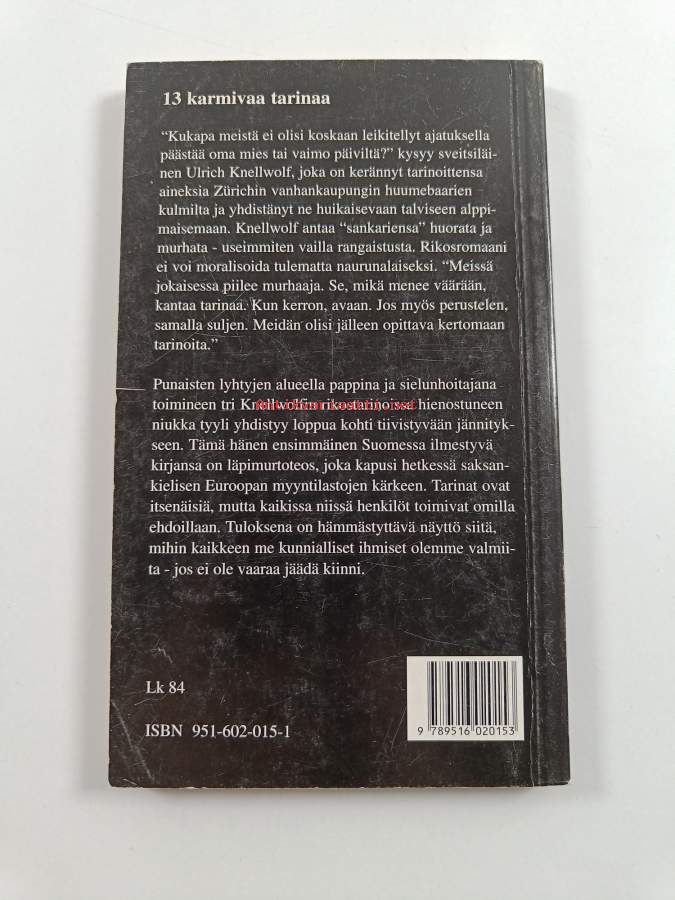 13 karmivaa tarinaa
“Kukapa meistä ei olisi koskaan leikitellyt ajatuksella
päästää oma mies tai vaimo päiviltä?” kysyy sveitsiläi-
nen Ulrich Knellwolf, joka on kerännyt tarinoittensa
aineksia Zürichin vanhankaupungin huumebaarien
kulmilta ja yhdistänyt ne huikaisevaan talviseen alppi-
maisemaan. Knellwolf antaa “sankariensa” huorata ja
murhata - useimmiten vailla rangaistusta. Rikosromaani
ei voi moralisoida tulematta naurunalaiseksi. “Meissä
jokaisessa piilee murhaaja. Se, mikä menee väärään,
kantaa tarinaa. Kun kerron, avaan. Jos myös perustelen,
samalla suljen. Meidän olisi jälleen opittava kertomaan
tarinoita.”
Punaisten lyhtyjen alueella pappina ja sielunhoitajana
toimineen tri Knellwolfin rikostarinoissa hienostuneen
niukka tyyli yhdistyy loppua kohti tiivistyvään jännityk-
seen. Tämä hänen ensimmäinen Suomessa ilmestyvä
kirjansa on läpimurtoteos, joka kapusi hetkessä saksan-
kielisen Euroopan myyntilastojen kärkeen. Tarinat ovat
itsenäisiä, mutta kaikissa niissä henkilöt toimivat omilla
ehdoillaan. Tuloksena on hämmästyttävä näyttö siitä,
mihin kaikkeen me kunnialliset ihmiset olemme valmii-
ta - jos ei ole vaaraa jäädä kiinni.
Lk 84
ISBN 951-602-015-1
9 789516 020153